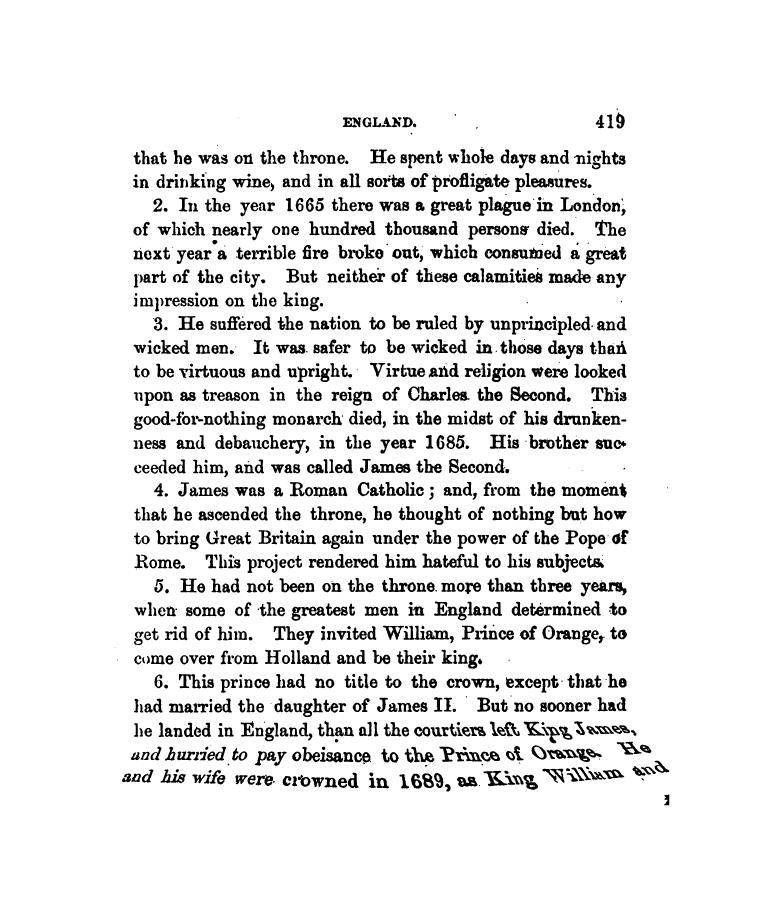 ENGLAND. 419
that he was on the throne. He spent whole days and nights
in drinking wine, and in all sorts of profligate pleasures.
2. In the year 1665 there was a great plague in London,
of which nearly one hundred thousand persons died. The
next year a terrible fire broke out, which consumed a great
part of the city. But neither of these calamities made any
impression on the king.
3. He suffered the nation to be ruled by unprincipled and
wicked men. It was safer to be wicked in those days than
to be virtuous and upright. Virtue and religion were looked
upon as treason in the reign of Charles the Second. This
good-for-nothing monarch died, in the midst of his drunken-
ness and debauchery, in the year 1685. His brother suc-
ceeded him, and was called James the Second.
4. James was a Roman Catholic; and, from the moment
that he ascended the throne, he thought of nothing but how
to bring Great Britain again under the power of the Pope of
Rome. This project rendered him hateful to his subjects.
5. He had not been on the throne more than three years,
when some of the greatest men in England determined to
get rid of him. They invited William, Prince of Orange, to
come over from Holland and be their king.
6. This prince had no title to the crown, except that he
had married the daughter of James II. But no sooner had
he landed in England, than all the courtiers left King James,
and hurried to pay obeisance to the Prince of Orange. He
and his wife were crowned in 1689, as King William and